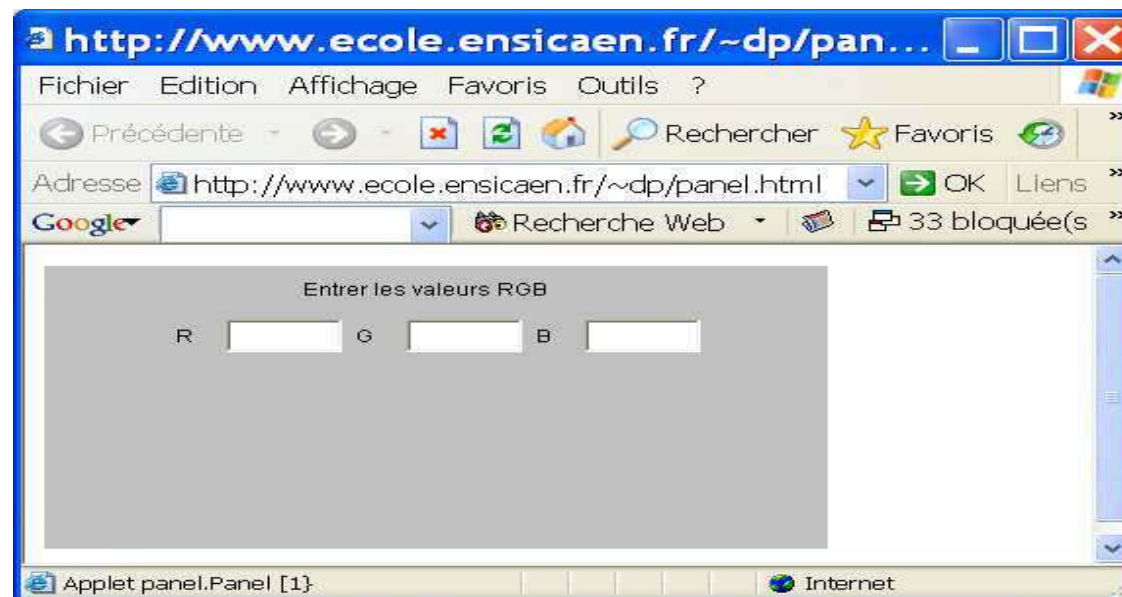 http://www.ecole.ensicaen.fr/~dp/pan...
Fichier Edition Affichage Favoris Outils ?
Précédente Rechercher Favoris »
Adresse http://www.ecole.ensicaen.fr/~dp/panel.html OK Liens »
Google Recherche Web 33 bloquée(s »
Entrer les valeurs RGB
R G B
Applet panel.Panel [1} Internet